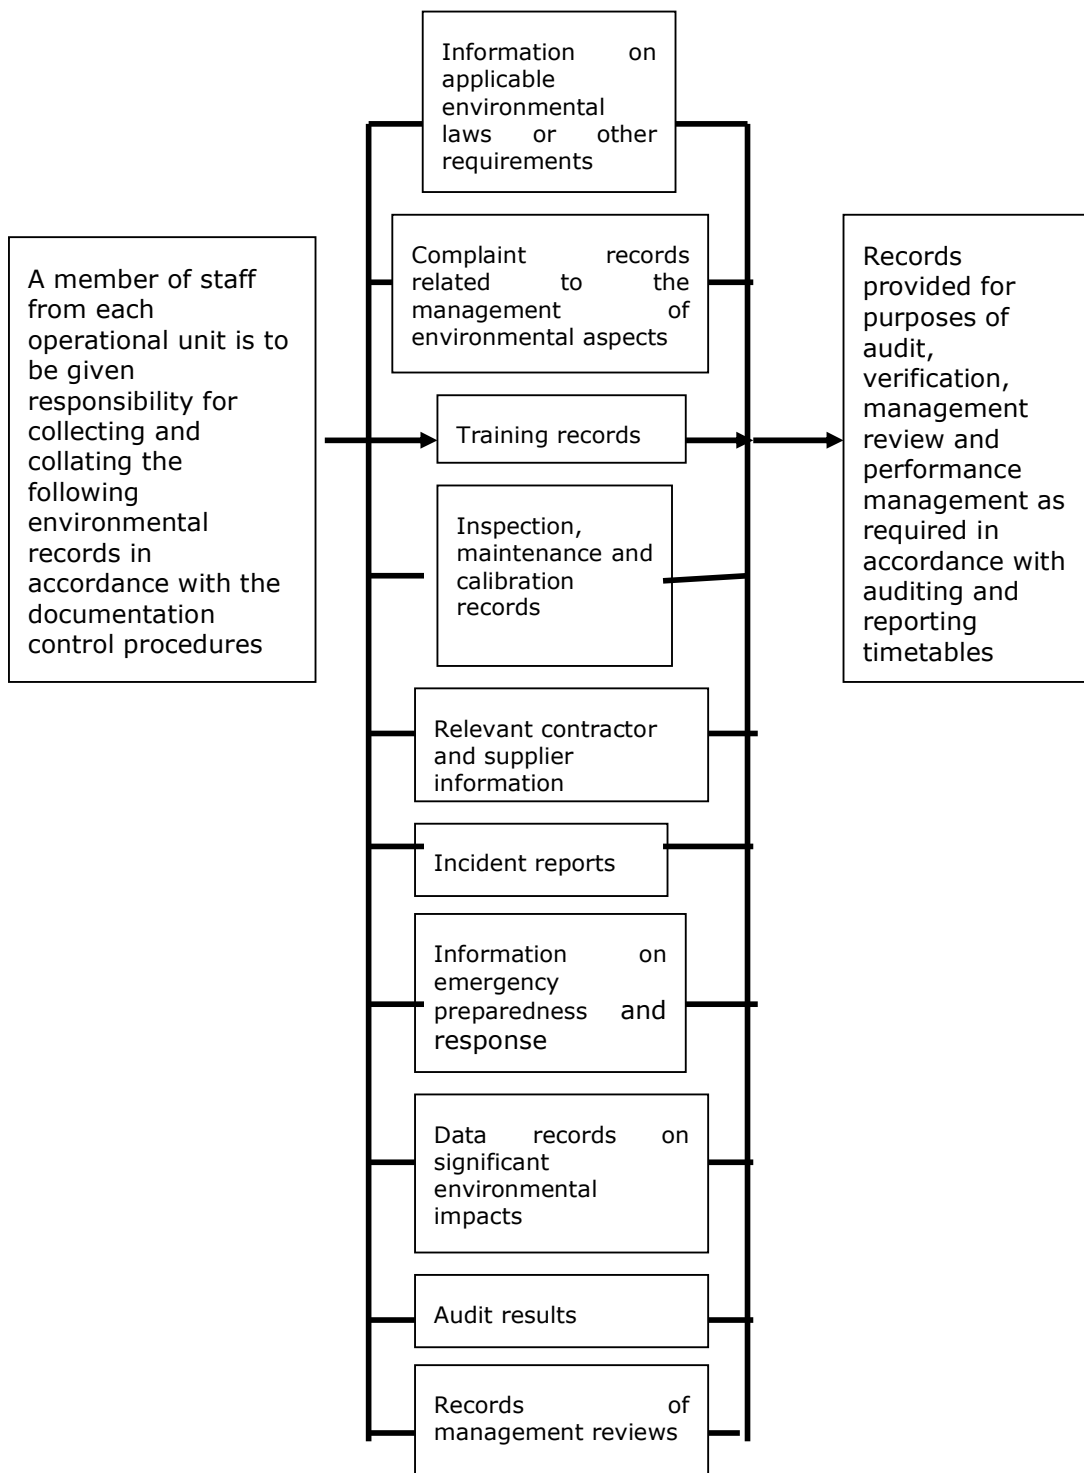 Information on
applicable
environmental
laws or other
requirements
A member of staff
from each
operational unit is to
be given
responsibility for
collecting and
collating the
following
environmental
records in
accordance with the
documentation
control procedures
Complaint records
related to the
management of
environmental aspects
Training records
Inspection,
maintenance and
calibration
records
Relevant contractor
and supplier
information
Incident reports
Information on
emergency
preparedness and
response
Data records on
significant
environmental
impacts
Audit results
Records of
management reviews
Records
provided for
purposes of
audit,
verification,
management
review and
performance
management as
required in
accordance with
auditing and
reporting
timetables